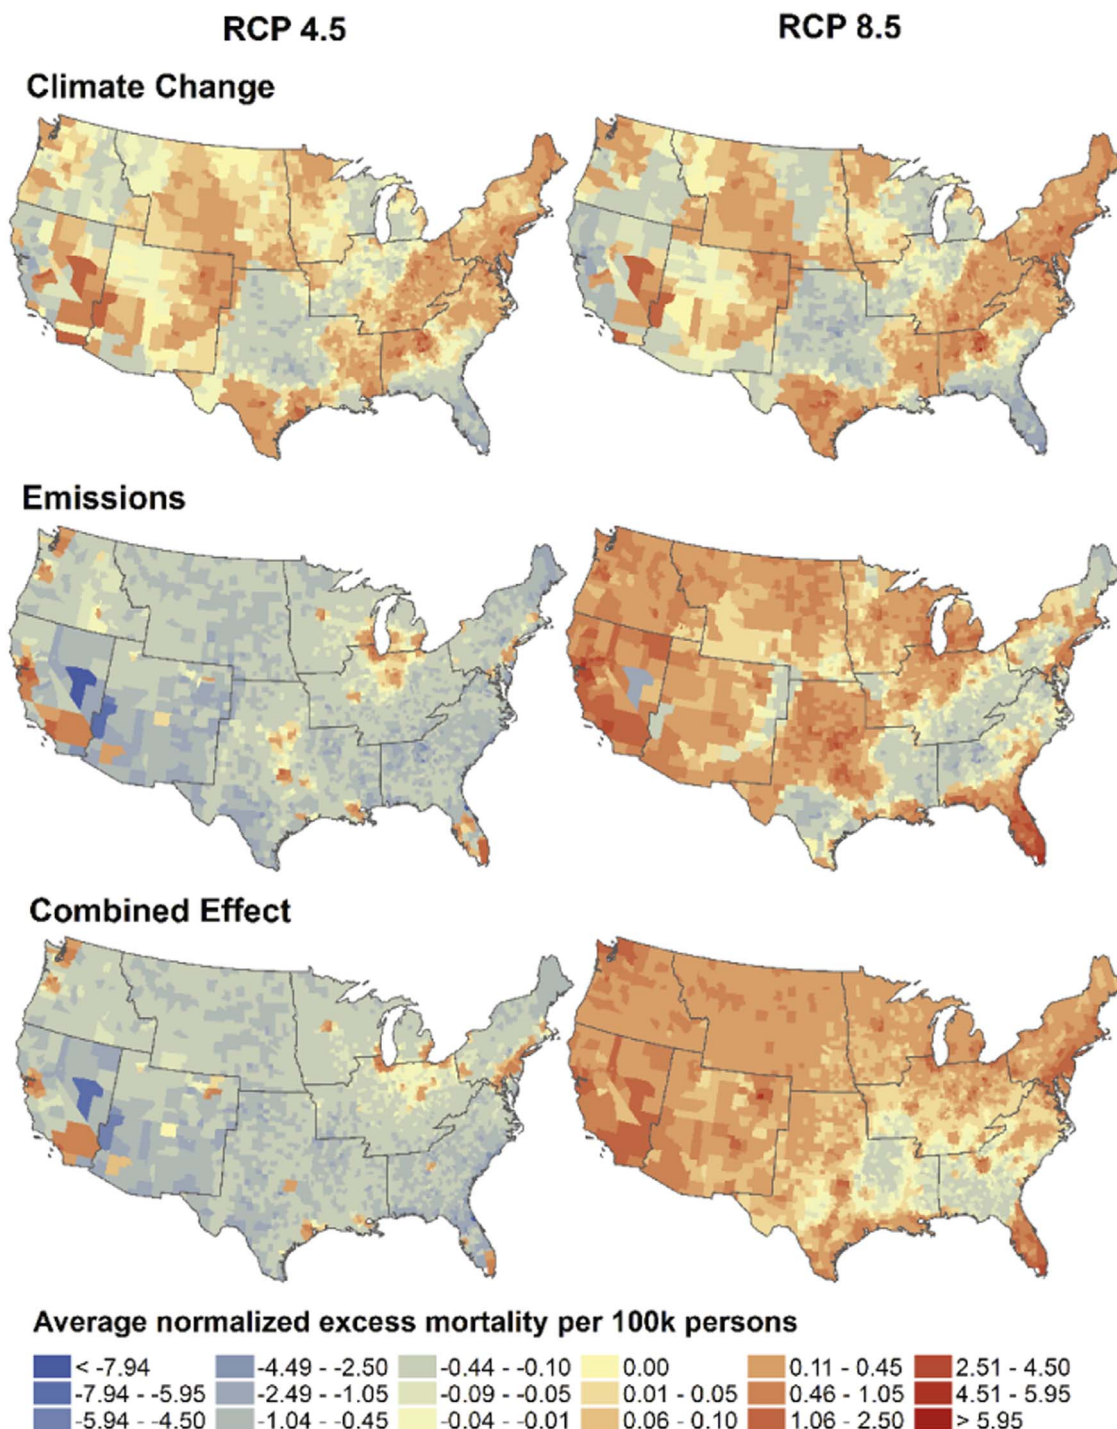 RCP 4.5 RCP 8.5
Climate Change
Emissions
Combined Effect
Average normalized excess mortality per 100k persons
< -7.94 -4.49 - -2.50 -0.44 - -0.10 0.00 0.11 - 0.45 2.51 - 4.50
-7.94 - -5.95 -2.49 - -1.05 -0.09 - -0.05 0.01 - 0.05 0.46 - 1.05 4.51 - 5.95
-5.94 - -4.50 -1.04 - -0.45 -0.04 - -0.01 0.06 - 0.10 1.06 - 2.50 > 5.95